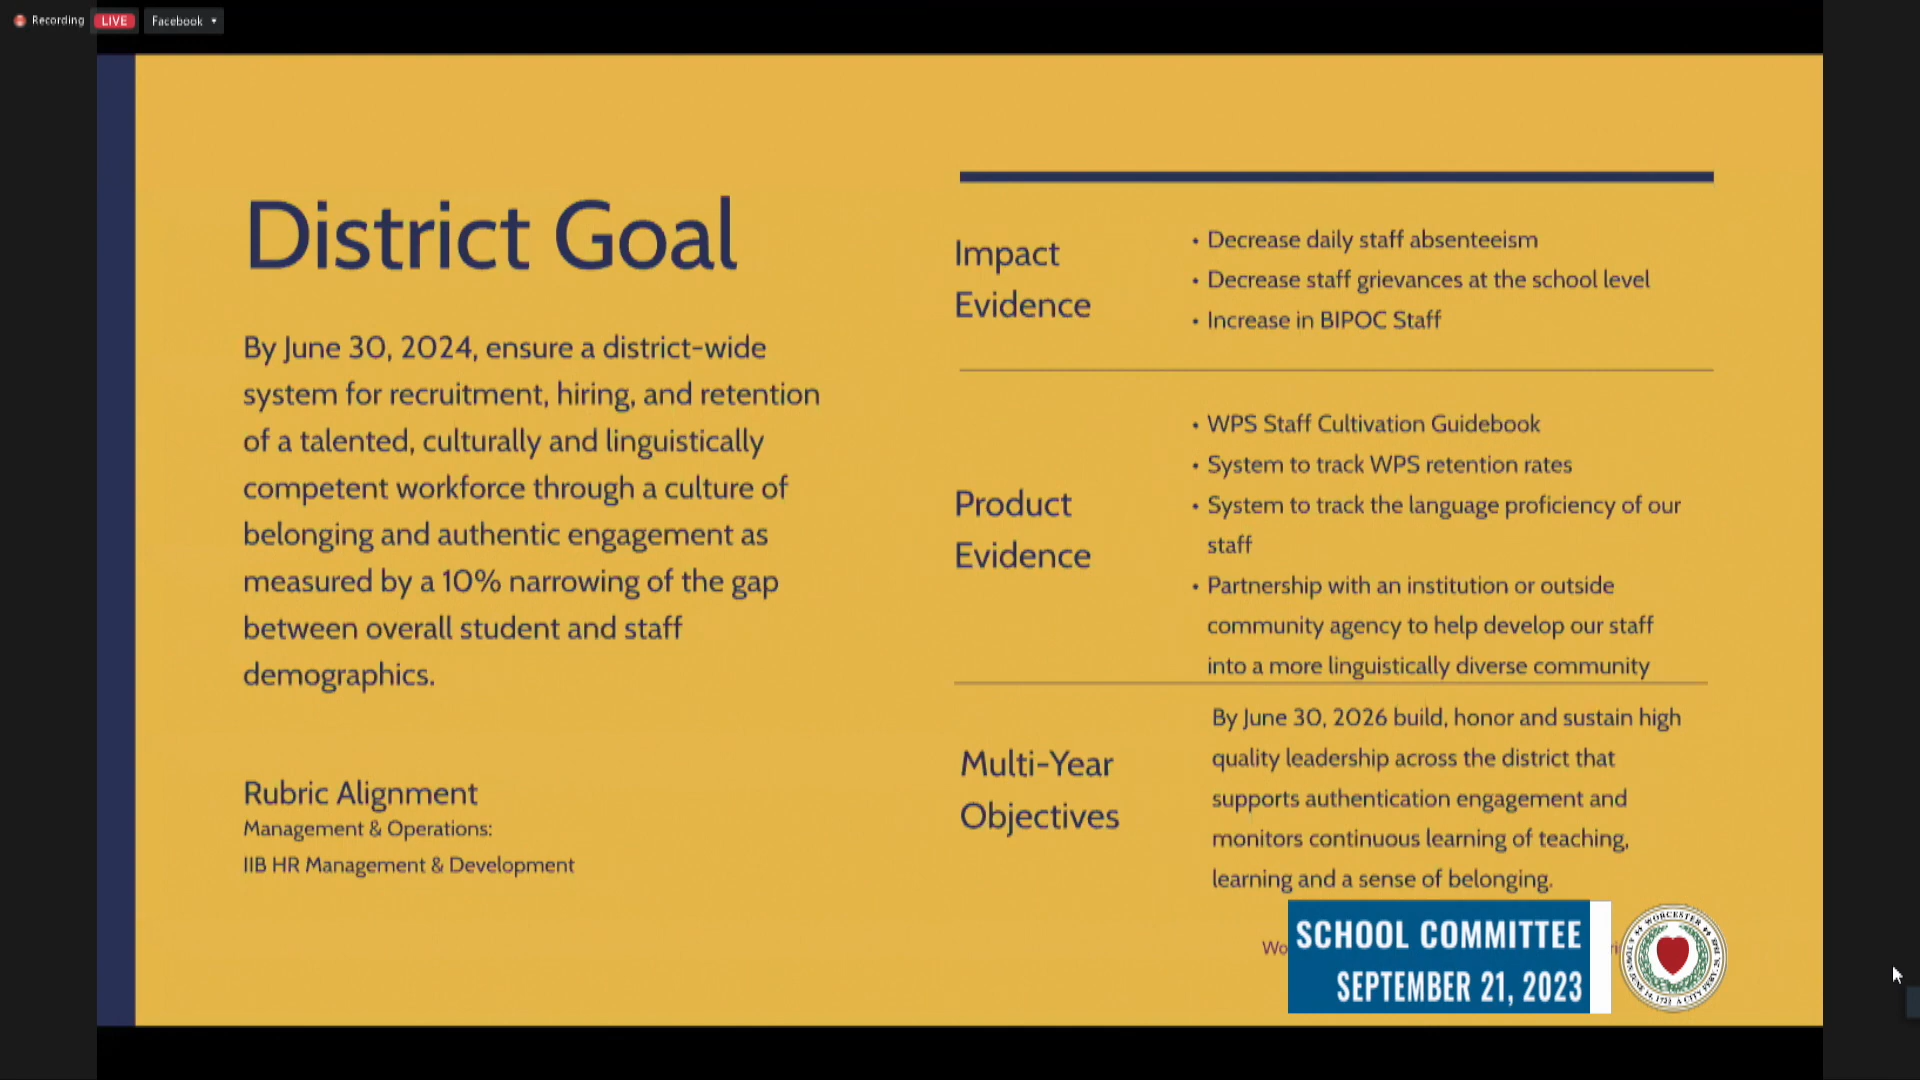 Recording LIVE Facebook
District Goal
By June 30, 2024, ensure a district-wide
system for recruitment, hiring, and retention
of a talented, culturally and linguistically
competent workforce through a culture of
belonging and authentic engagement as
measured by a 10% narrowing of the gap
between overall student and staff
demographics.
Rubric Alignment
Management & Operations:
IIB HR Management & Development
Impact
Evidence
• Decrease daily staff absenteeism
• Decrease staff grievances at the school level
• Increase in BIPOC Staff
Product
Evidence
• WPS Staff Cultivation Guidebook
• System to track WPS retention rates
• System to track the language proficiency of our
staff
• Partnership with an institution or outside
community agency to help develop our staff
into a more linguistically diverse community
Multi-Year
Objectives
By June 30, 2026 build, honor and sustain high
quality leadership across the district that
supports authentication engagement and
monitors continuous learning of teaching,
learning and a sense of belonging.
SCHOOL COMMITTEE
SEPTEMBER 21, 2023
WORCESTER